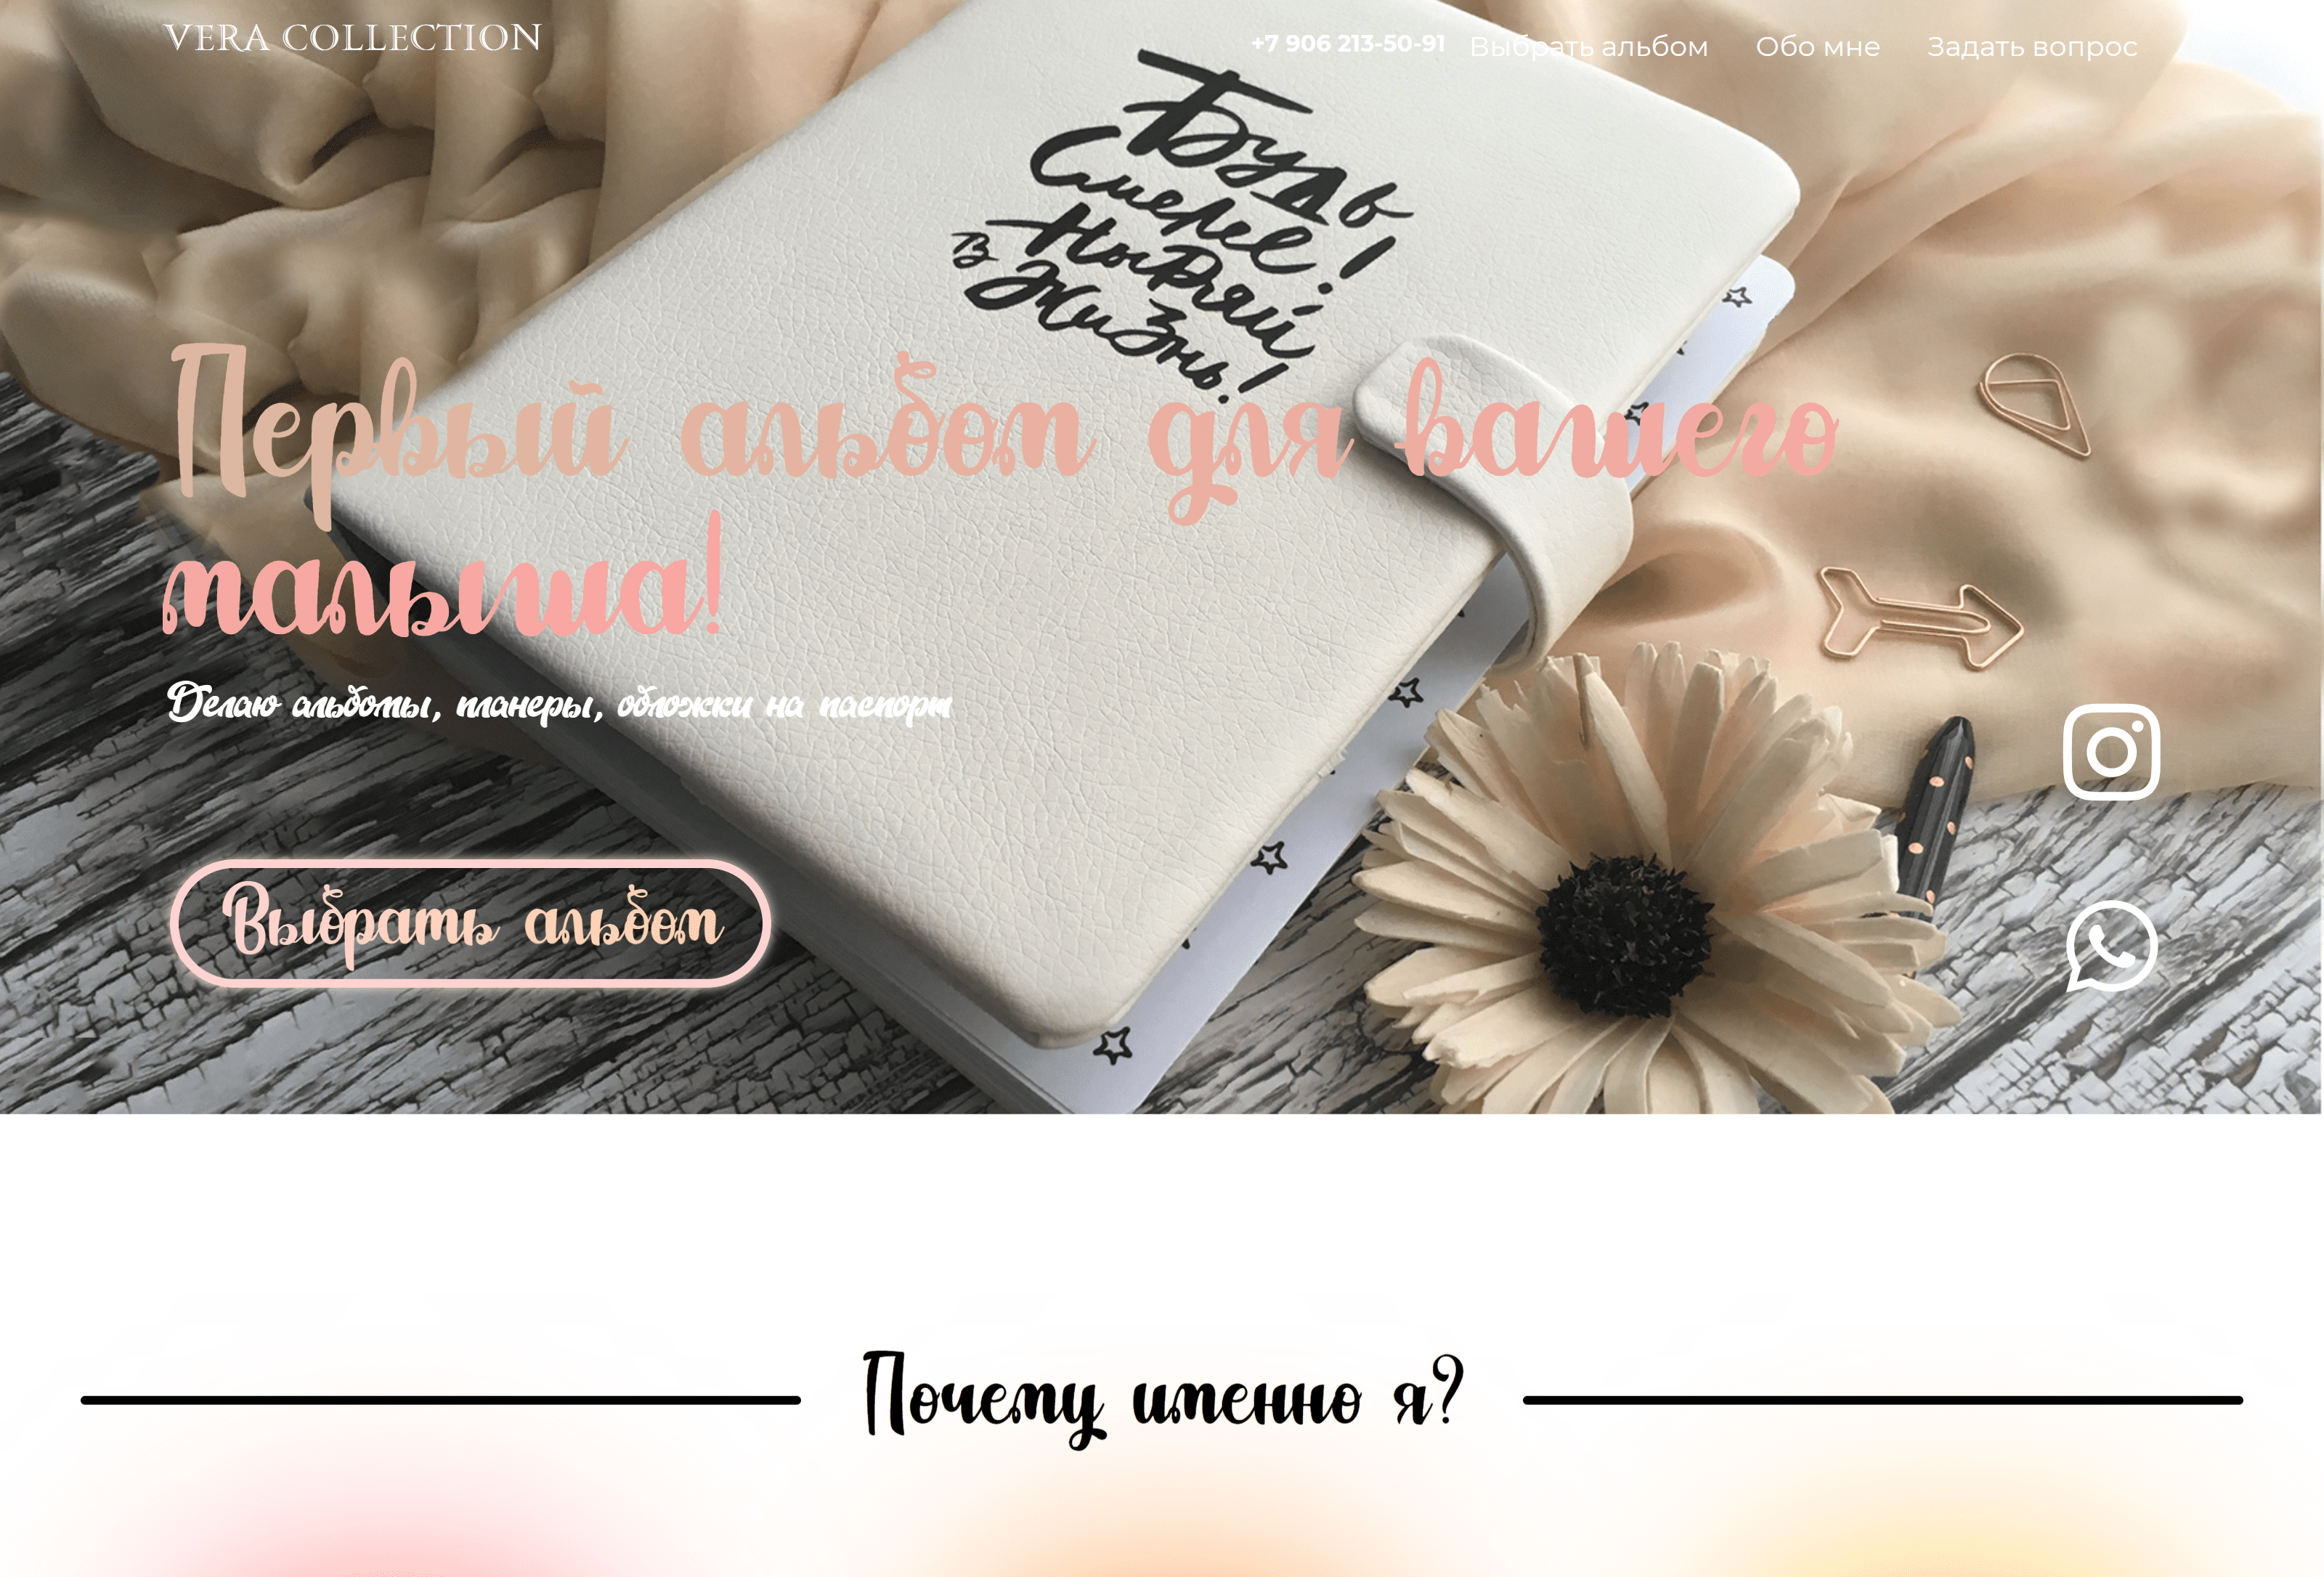 VERA COLLECTION
+7 906 213-50-91 Выбрать альбом Обо мне Задать вопрос
Будь
Смелее!
Ныряй
в Жизнь!
Первый альбом для вашего
малыша!
Делаю альбомы, планеры, обложки на паспорт
Выбрать альбом
Почему именно я?